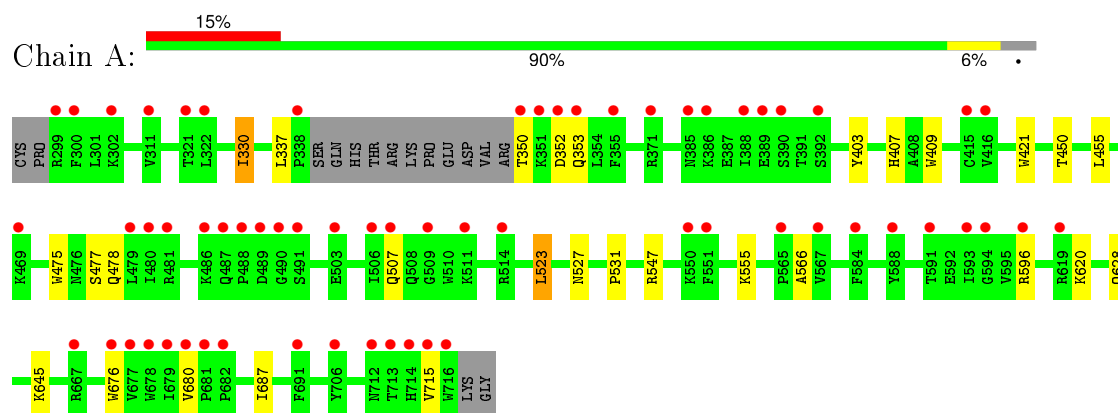 15%
Chain A:
90%
6%
CYS PRO R299 F300 L301 K302 V311 T321 L322 I330 L337 P338 SER GLN HIS THR ARG LYS PRO GLU ASP VAL ARG T350 K351 D352 Q353 L354 F355 R371 N385 K386 E387 I388 E389 S390 T391 S392 Y403 H407 A408 W409 C415 V416 W421 T450 L455
K469 W475 N476 S477 Q478 L479 I480 R481 K486 Q487 P488 D489 G490 S491 E503 I506 Q507 Q508 G509 W510 K511 R514 L523 N527 P531 R547 K550 F551 K555 P565 A566 V567 F584 Y588 T591 E592 I593 G594 V595 R596 R619 K620
K645 R667 W676 V677 W678 I679 V680 P681 P682 I687 F691 Y706 N712 T713 H714 V715 W716 LYS GLY